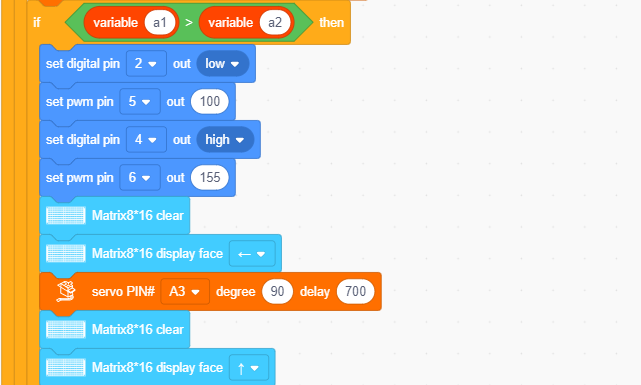 if variable a1 > variable a2 then
set digital pin 2 out low
set pwm pin 5 out 100
set digital pin 4 out high
set pwm pin 6 out 155
Matrix8*16 clear
Matrix8*16 display face ←
servo PIN# A3 degree 90 delay 700
Matrix8*16 clear
Matrix8*16 display face ↑